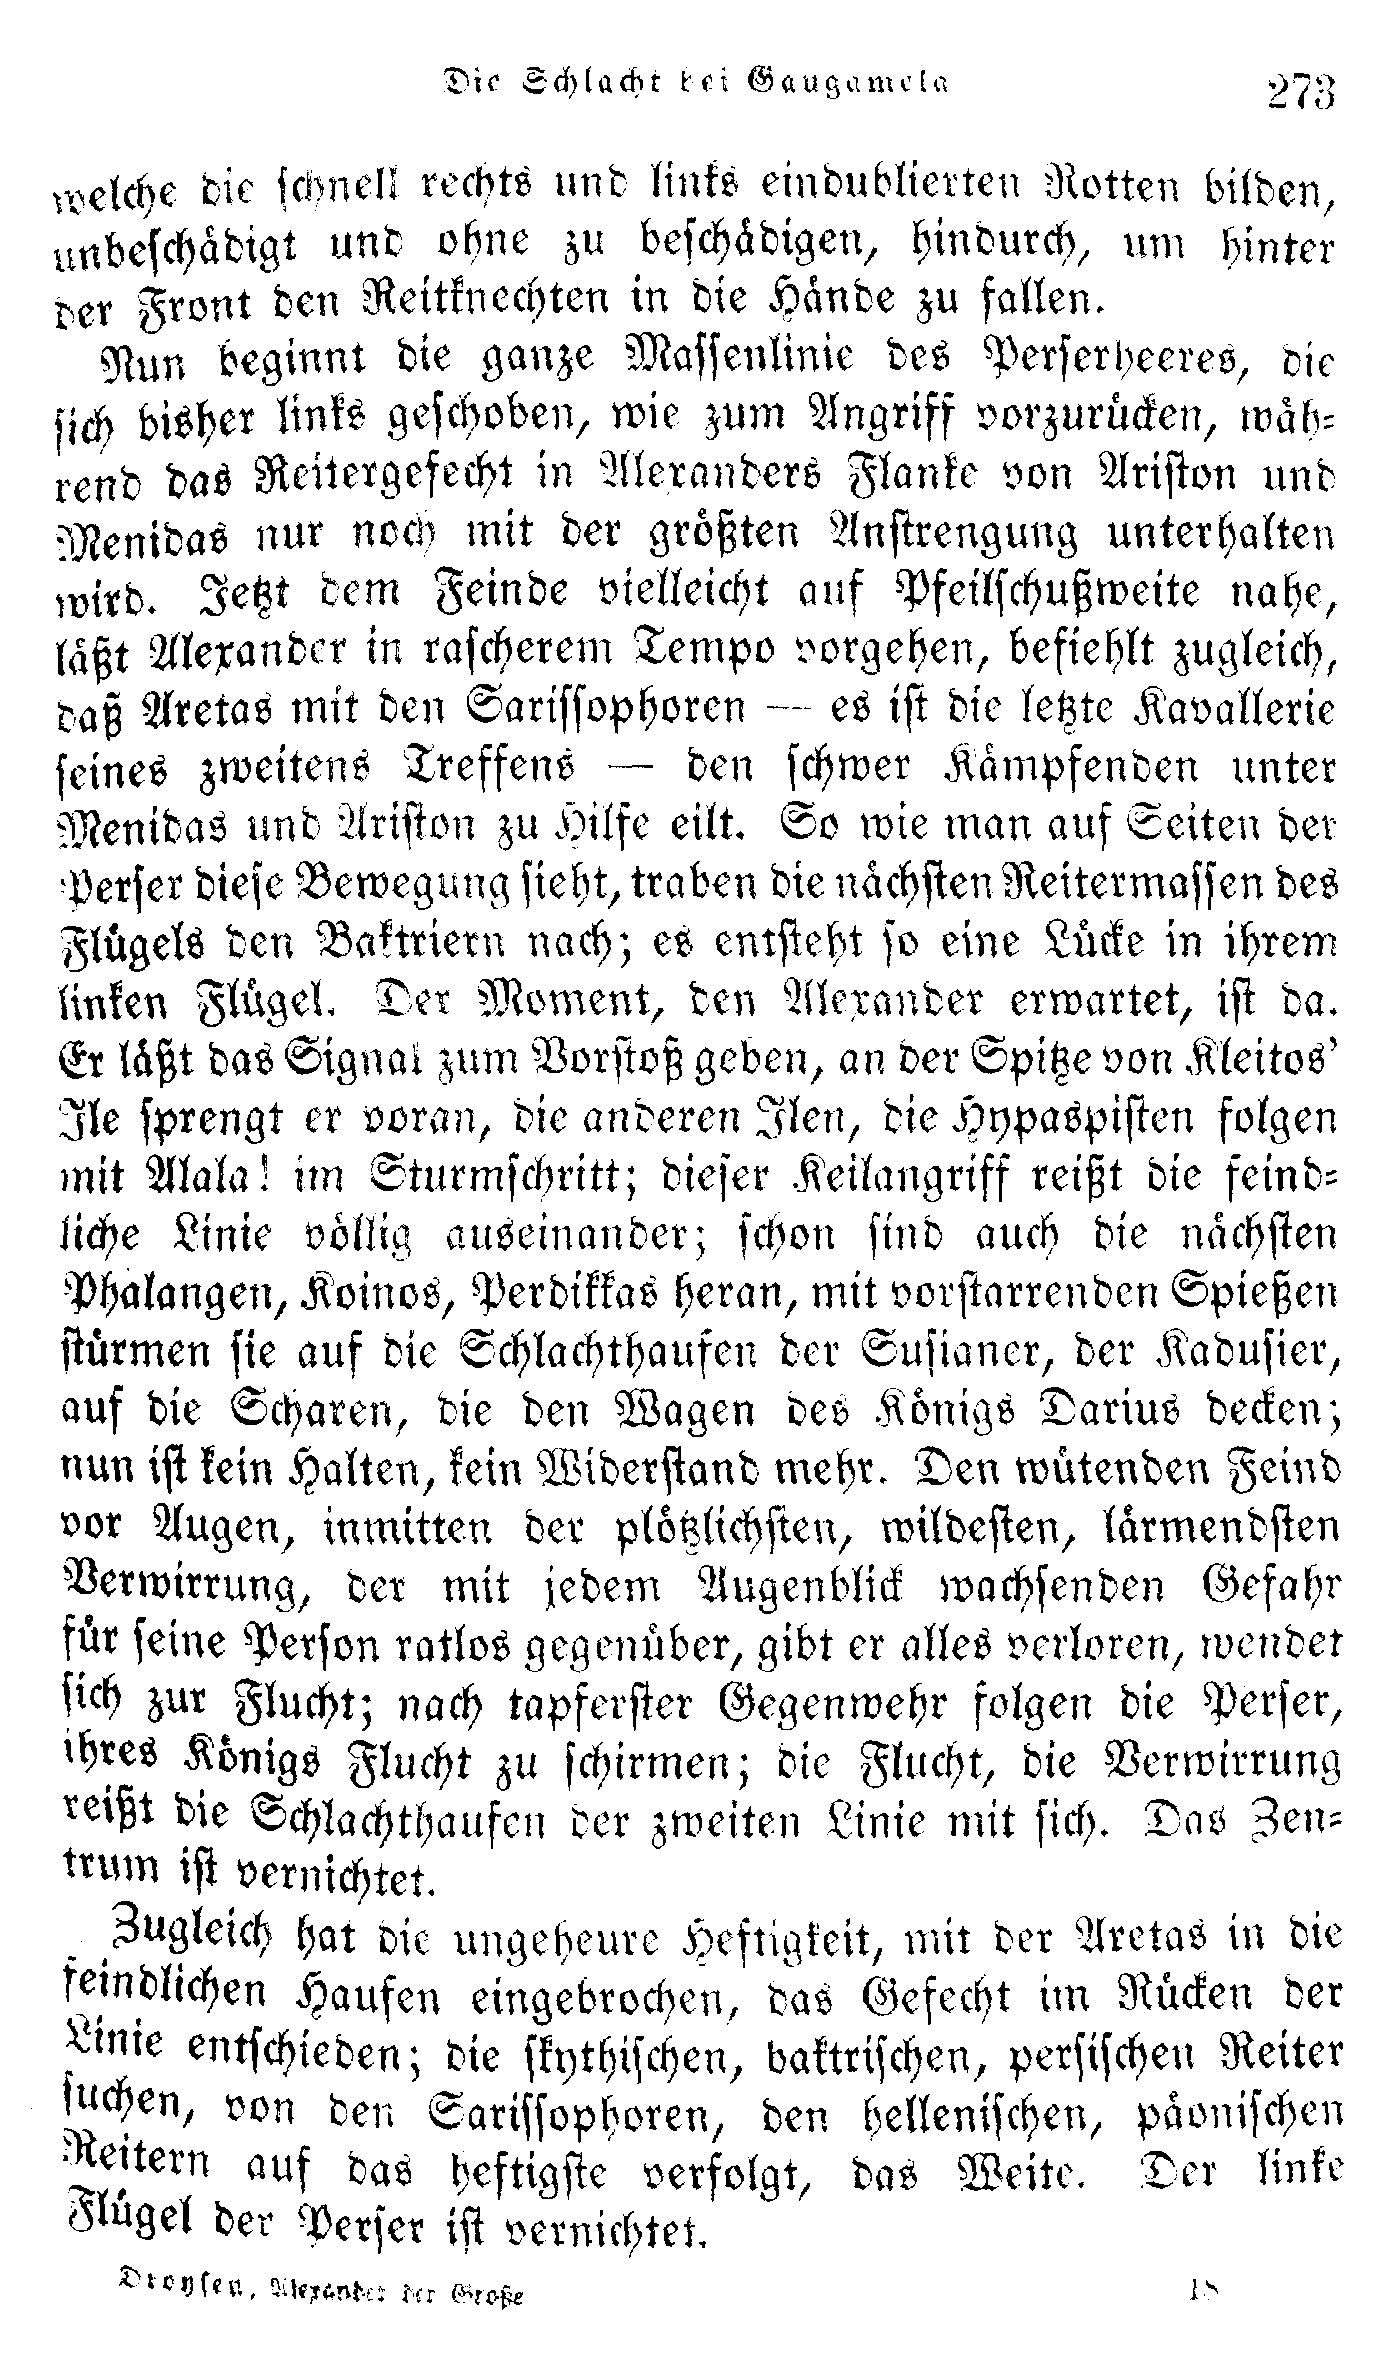 Die Schlacht bei Gaugamela
273
welche die schnell rechts und links eindublierten Rotten bilden,
unbeschädigt und ohne zu beschädigen, hindurch, um hinter
der Front den Reitknechten in die Hände zu fallen.
Nun beginnt die ganze Massenlinie des Perserheeres, die
sich bisher links geschoben, wie zum Angriff vorzurücken, wäh-
rend das Reitergefecht in Alexanders Flanke von Ariston und
Menidas nur noch mit der größten Anstrengung unterhalten
wird. Jetzt dem Feinde vielleicht auf Pfeilschußweite nahe,
läßt Alexander in rascherem Tempo vorgehen, befiehlt zugleich,
daß Aretas mit den Sarissophoren — es ist die letzte Kavallerie
seines zweitens Treffens — den schwer Kämpfenden unter
Menidas und Ariston zu Hilfe eilt. So wie man auf Seiten der
Perser diese Bewegung sieht, traben die nächsten Reitermassen des
Flügels den Baktriern nach; es entsteht so eine Lücke in ihrem
linken Flügel. Der Moment, den Alexander erwartet, ist da.
Er läßt das Signal zum Vorstoß geben, an der Spitze von Kleitos'
Ile sprengt er voran, die anderen Ilen, die Hypaspisten folgen
mit Alala! im Sturmschritt; dieser Keilangriff reißt die feind-
liche Linie völlig auseinander; schon sind auch die nächsten
Phalangen, Koinos, Perdikkas heran, mit vorstarrenden Spießen
stürmen sie auf die Schlachthaufen der Susianer, der Kadusier,
auf die Scharen, die den Wagen des Königs Darius decken;
nun ist kein Halten, kein Widerstand mehr. Den wütenden Feind
vor Augen, inmitten der plötzlichsten, wildesten, lärmendsten
Verwirrung, der mit jedem Augenblick wachsenden Gefahr
für seine Person ratlos gegenüber, gibt er alles verloren, wendet
sich zur Flucht; nach tapferster Gegenwehr folgen die Perser,
ihres Königs Flucht zu schirmen; die Flucht, die Verwirrung
reißt die Schlachthaufen der zweiten Linie mit sich. Das Zen-
trum ist vernichtet.
Zugleich hat die ungeheure Heftigkeit, mit der Aretas in die
feindlichen Haufen eingebrochen, das Gefecht im Rücken der
Linie entschieden; die skythischen, baktrischen, persischen Reiter
suchen, von den Sarissophoren, den hellenischen, päonischen
Reitern auf das heftigste verfolgt, das Weite. Der linke
Flügel der Perser ist vernichtet.
Droysen, Alexander der Große
18